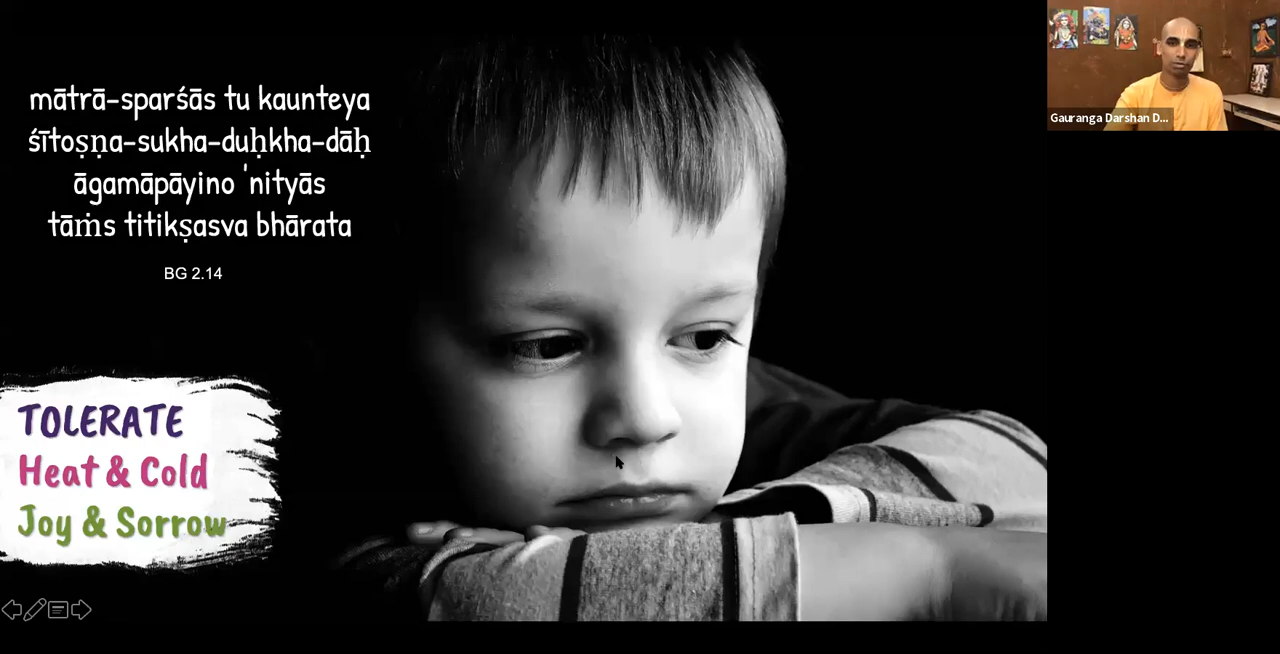 mātrā-sparśās tu kaunteya
śītoṣṇa-sukha-duḥkha-dāḥ
āgamāpāyino 'nityās
tāṁs titikṣasva bhārata
BG 2.14
TOLERATE
Heat & Cold
Joy & Sorrow
Gauranga Darshan D...